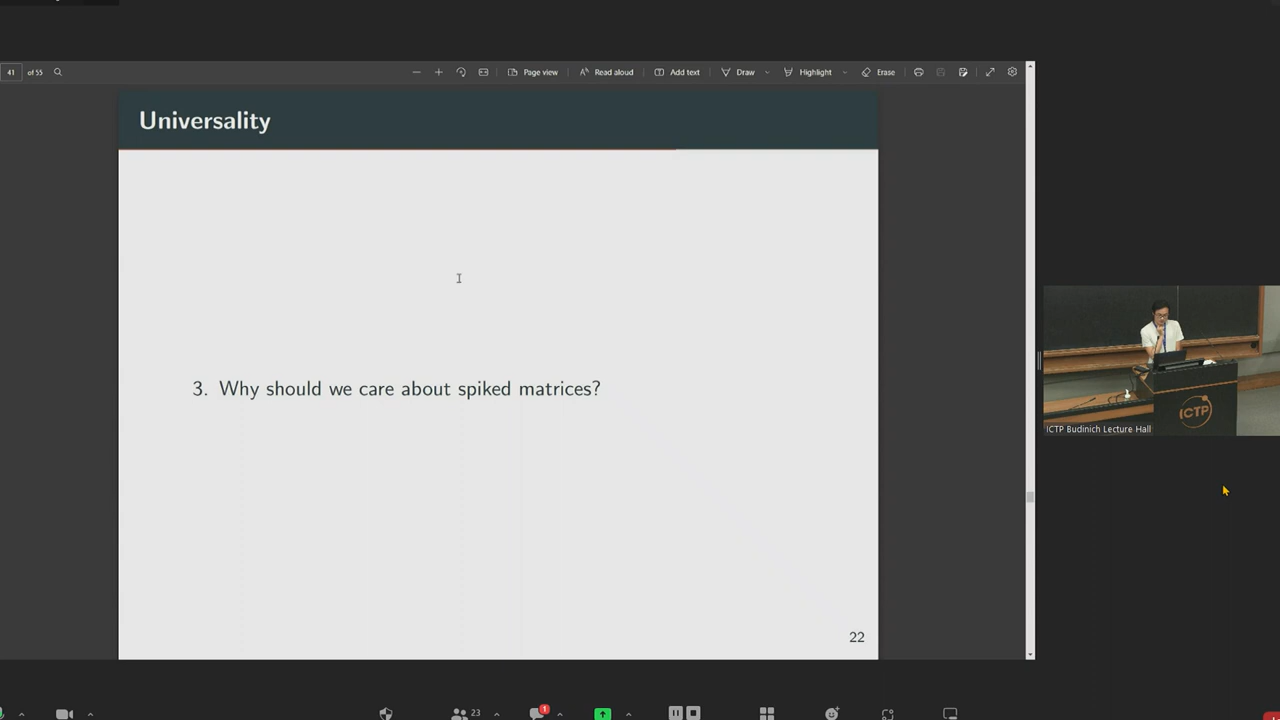 41 of 55 Page view Read aloud Add text Draw Highlight Erase
Universality
3. Why should we care about spiked matrices?
22
ICTP
ICTP Budinich Lecture Hall
23
1